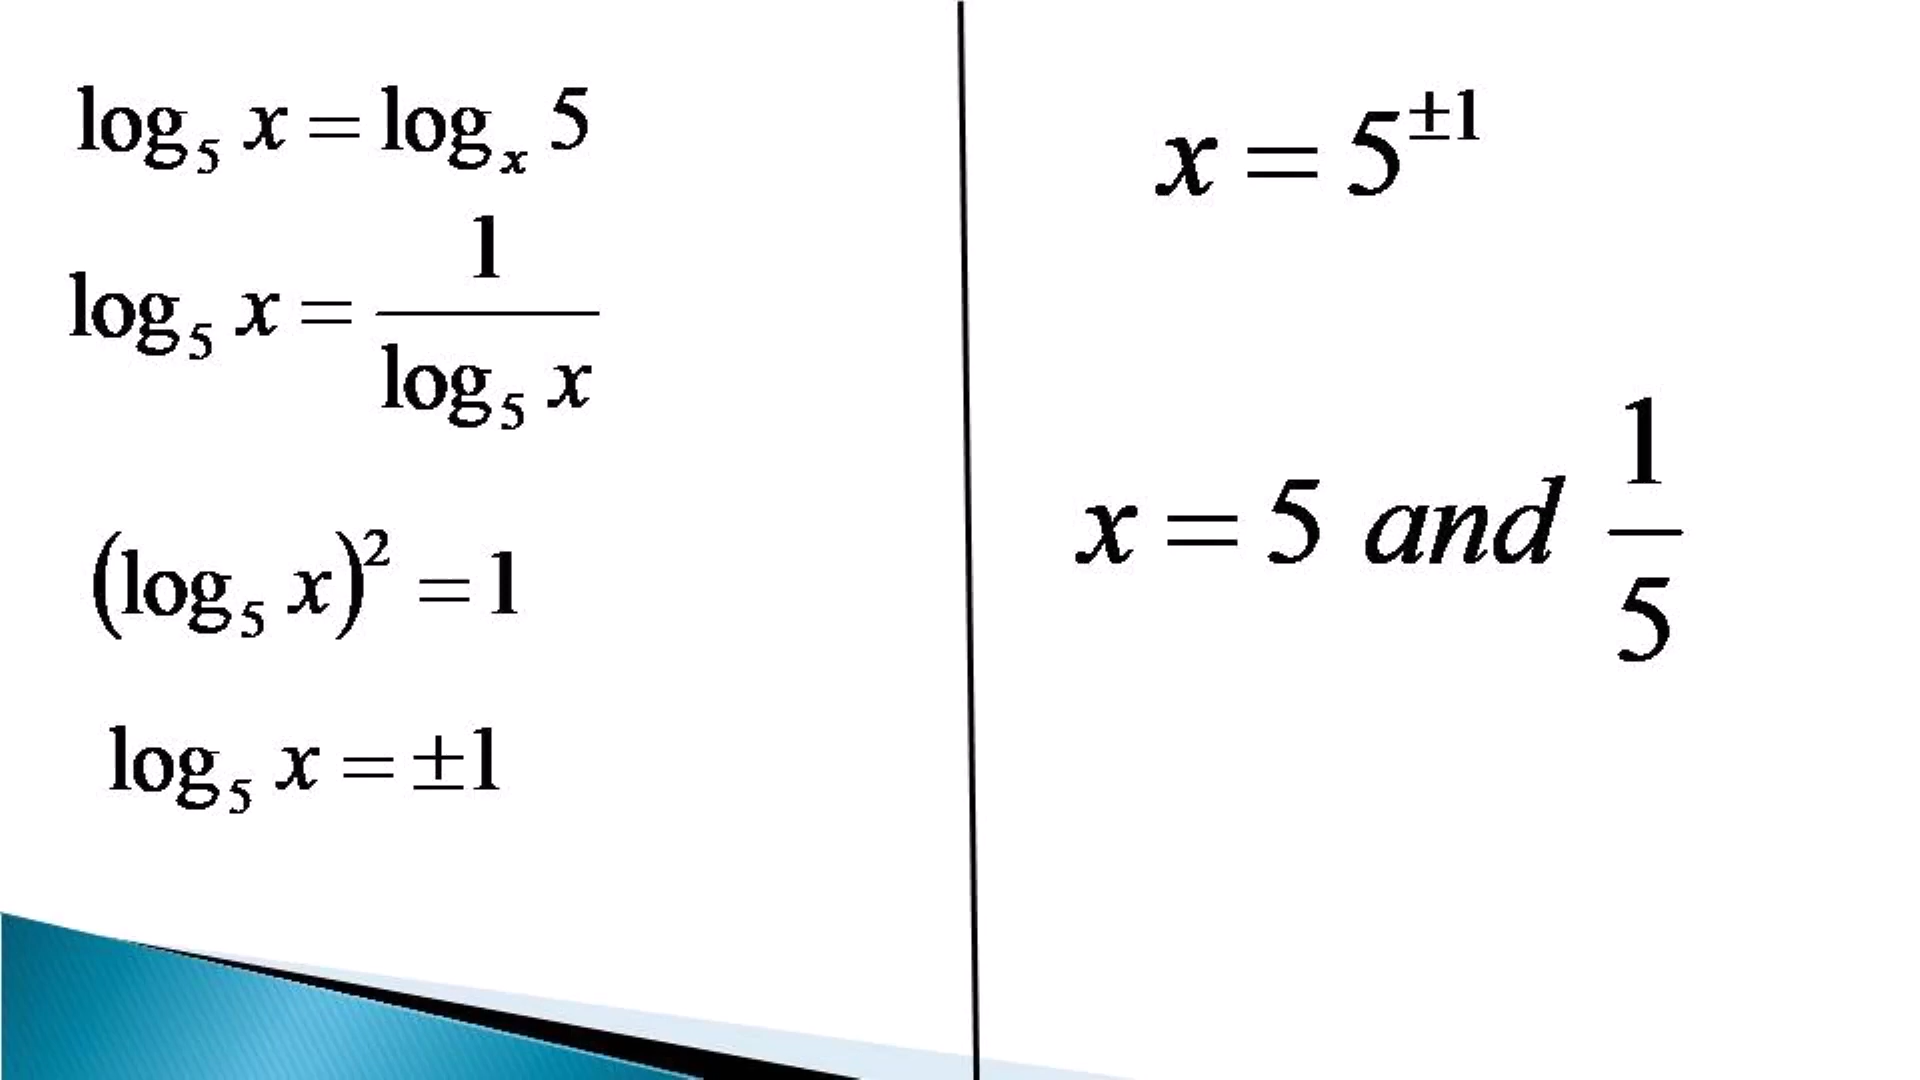 log₅ x = logₓ 5
log₅ x = 1 / log₅ x
(log₅ x)² = 1
log₅ x = ±1
x = 5^±1
x = 5 and 1/5